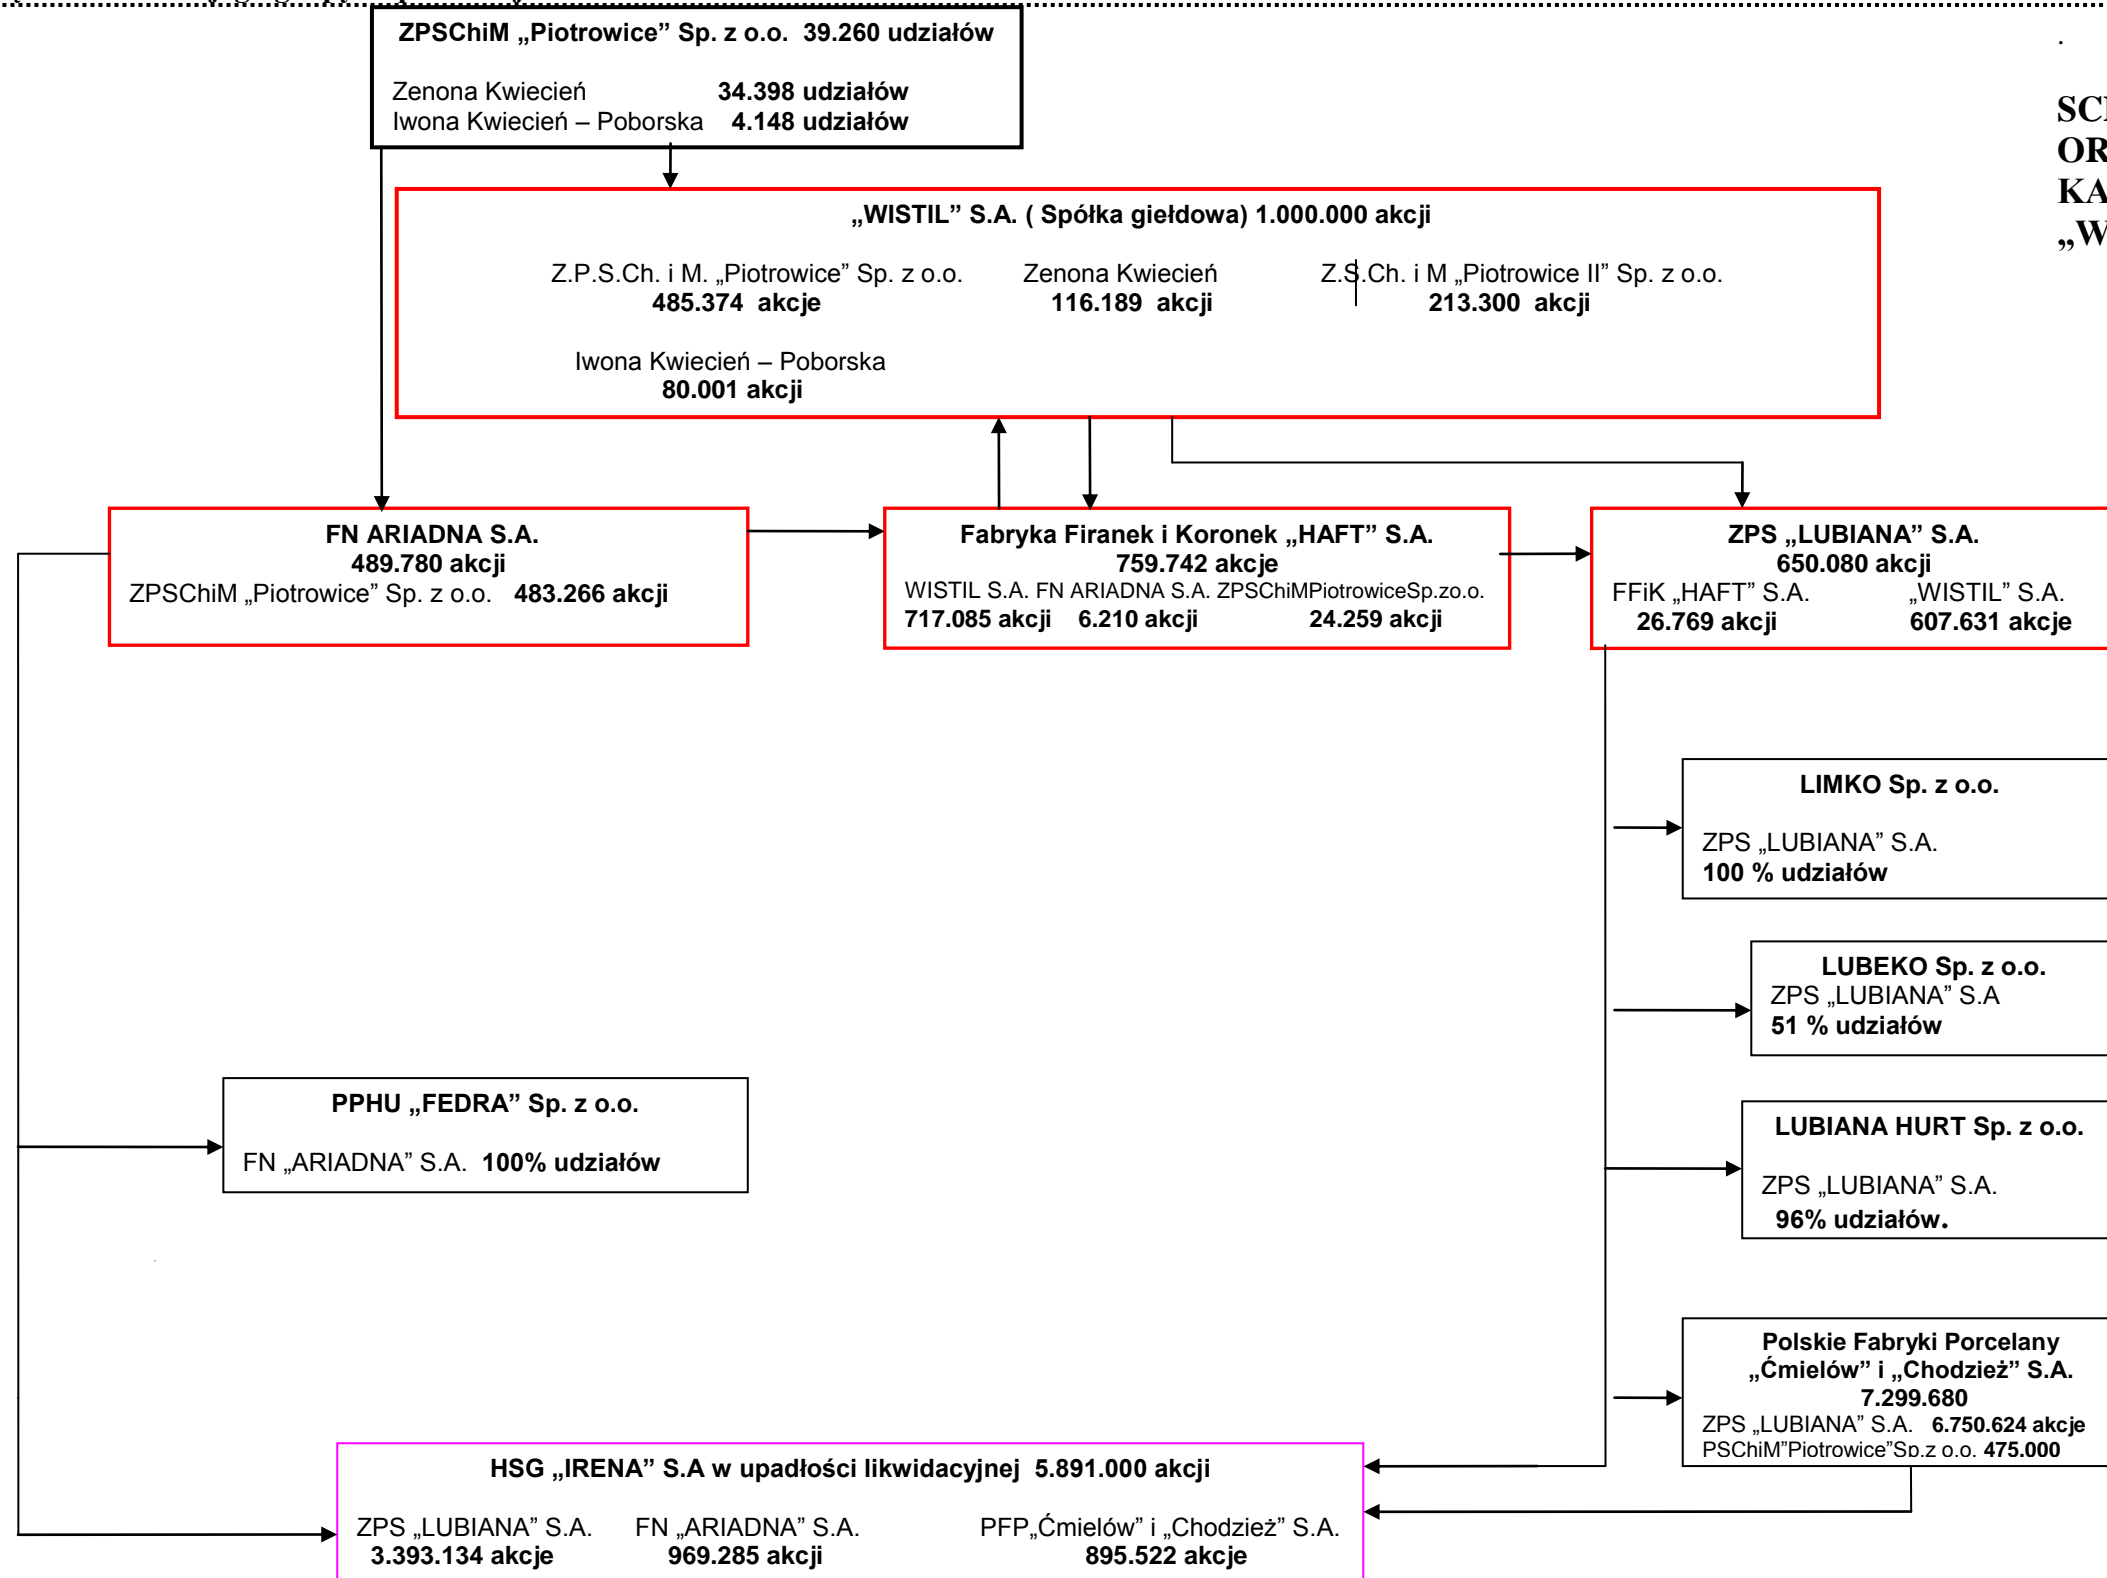 ZPSChiM „Piotrowice” Sp. z o.o. 39.260 udziałów
Zenona Kwiecień 34.398 udziałów
Iwona Kwiecień – Poborska 4.148 udziałów
.
„WISTIL” S.A. ( Spółka giełdowa) 1.000.000 akcji
Z.P.S.Ch. i M. „Piotrowice” Sp. z o.o. Zenona Kwiecień Z.S.Ch. i M „Piotrowice II” Sp. z o.o.
485.374 akcje 116.189 akcji 213.300 akcji
Iwona Kwiecień – Poborska
80.001 akcji
FN ARIADNA S.A.
489.780 akcji
ZPSChiM „Piotrowice” Sp. z o.o. 483.266 akcji
Fabryka Firanek i Koronek „HAFT” S.A.
759.742 akcje
WISTIL S.A. FN ARIADNA S.A. ZPSChiMPiotrowiceSp.zo.o.
717.085 akcji 6.210 akcji 24.259 akcji
ZPS „LUBIANA” S.A.
650.080 akcji
FFiK „HAFT” S.A. „WISTIL” S.A.
26.769 akcji 607.631 akcje
LIMKO Sp. z o.o.
ZPS „LUBIANA” S.A.
100 % udziałów
LUBEKO Sp. z o.o.
ZPS „LUBIANA” S.A
51 % udziałów
PPHU „FEDRA” Sp. z o.o.
FN „ARIADNA” S.A. 100% udziałów
LUBIANA HURT Sp. z o.o.
ZPS „LUBIANA” S.A.
96% udziałów.
Polskie Fabryki Porcelany
„Ćmielów” i „Chodzież” S.A.
7.299.680
ZPS „LUBIANA” S.A. 6.750.624 akcje
PSChiM”Piotrowice”Sp.z o.o. 475.000
HSG „IRENA” S.A w upadłości likwidacyjnej 5.891.000 akcji
ZPS „LUBIANA” S.A. FN „ARIADNA” S.A. PFP„Ćmielów” i „Chodzież” S.A.
3.393.134 akcje 969.285 akcji 895.522 akcje